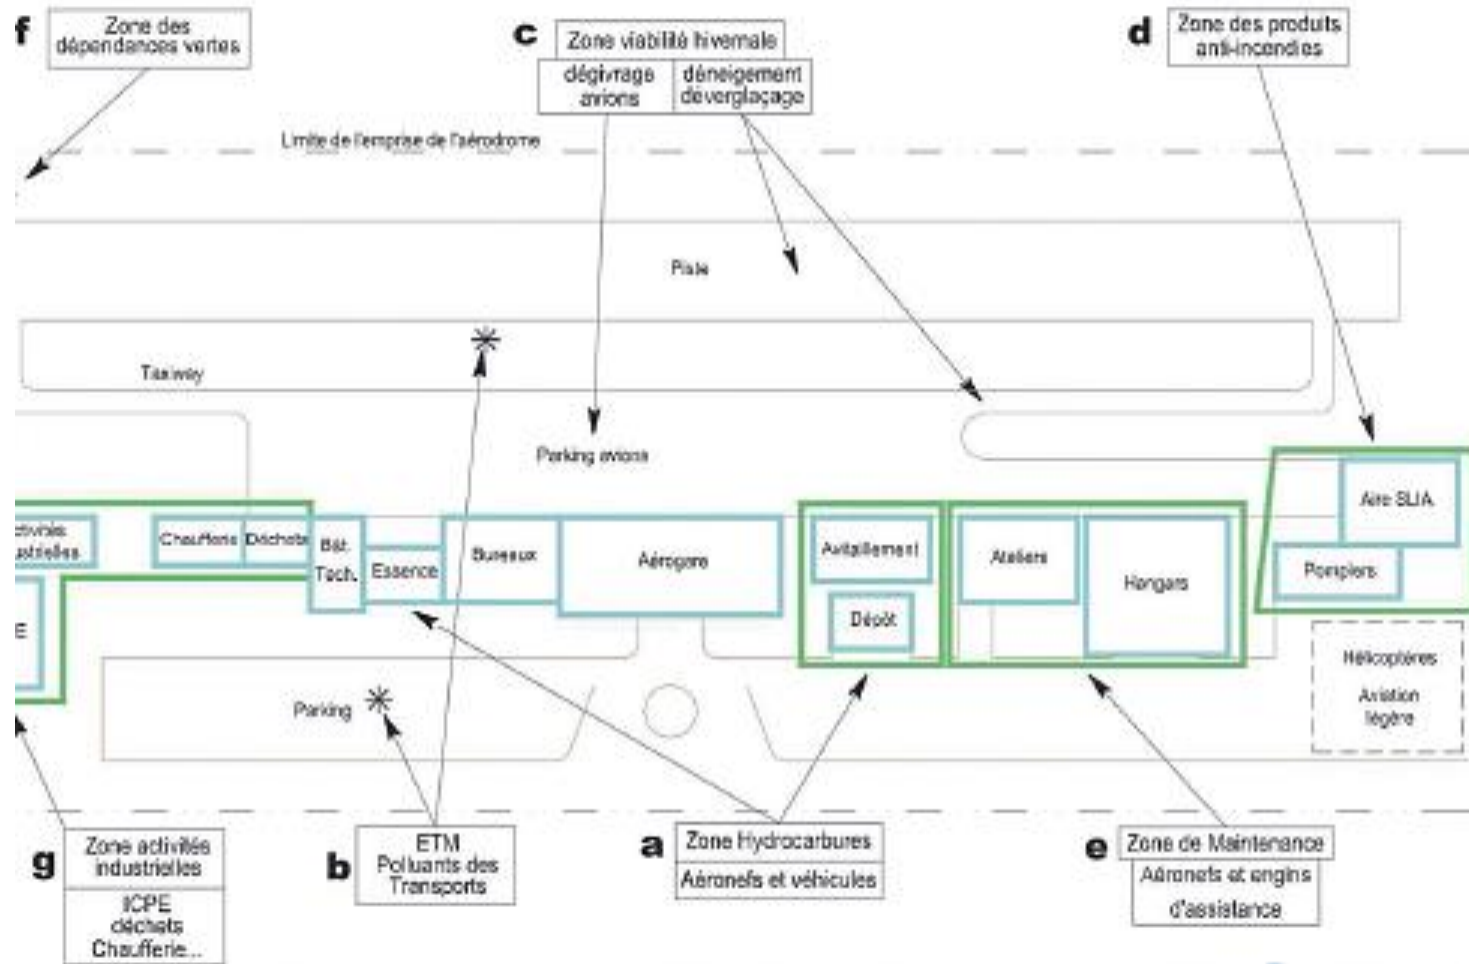 f
Zone des
dépendances vertes
c
Zone viabilité hivernale
dégivrage
avions
déneigement
déverglaçage
d
Zone des produits
anti-incendies
Limite de l'emprise de l'aérodrome
Piste
Taxiway
Parking avions
Aire SLIA
Pompiers
Chaufferie
Déchets
Bât.
Tech.
Essence
Bureaux
Aérogare
Avitaillement
Dépôt
Ateliers
Hangars
Hélicoptères
Aviation
légère
Parking
g
Zone activités
industrielles
ICPE
déchets
Chaufferie...
b
ETM
Polluants des
Transports
a
Zone Hydrocarbures
Aéronefs et véhicules
e
Zone de Maintenance
Aéronefs et engins
d'assistance